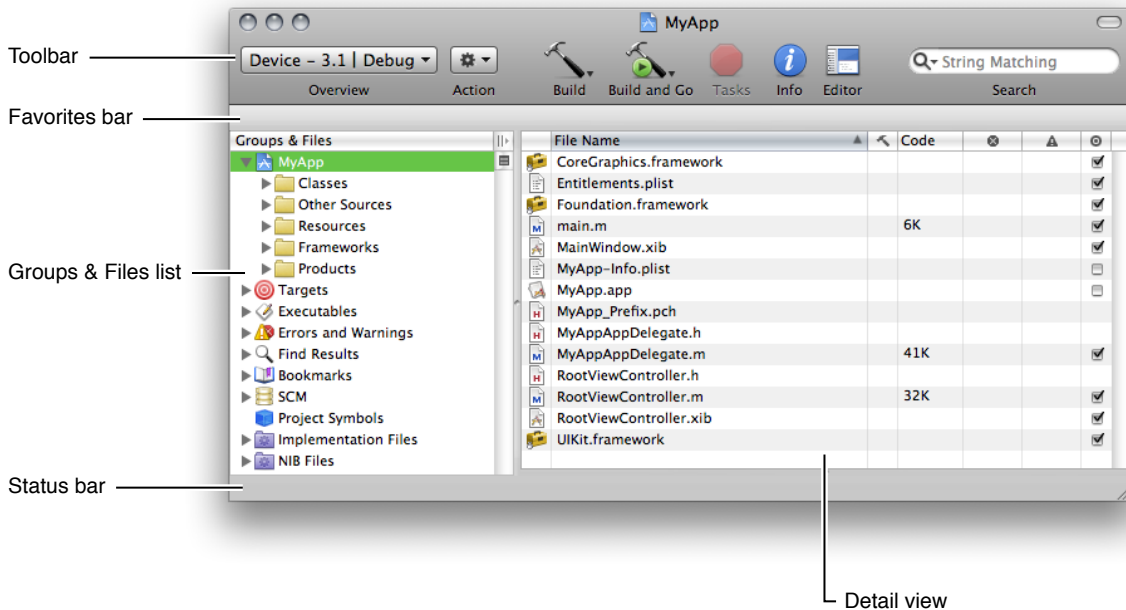 MyApp
Toolbar
Device – 3.1 | Debug
String Matching
Overview
Action
Build
Build and Go
Tasks
Info
Editor
Search
Favorites bar
Groups & Files
File Name
Code
MyApp
CoreGraphics.framework
Classes
Entitlements.plist
Other Sources
Foundation.framework
Resources
main.m
6K
Frameworks
MainWindow.xib
Groups & Files list
Products
MyApp-Info.plist
Targets
MyApp.app
Executables
MyApp_Prefix.pch
Errors and Warnings
MyAppAppDelegate.h
Find Results
MyAppAppDelegate.m
41K
Bookmarks
RootViewController.h
SCM
RootViewController.m
32K
Project Symbols
RootViewController.xib
Implementation Files
UIKit.framework
NIB Files
Status bar
Detail view